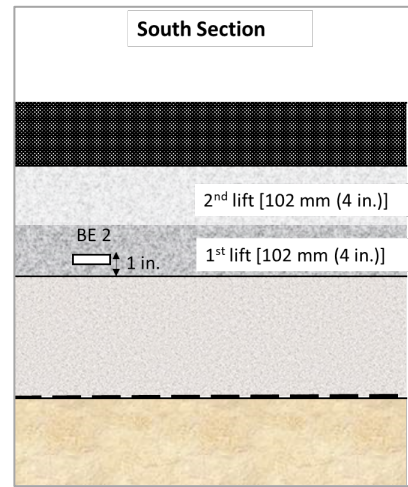 South Section
2nd lift [102 mm (4 in.)]
BE 2
1st lift [102 mm (4 in.)]
1 in.